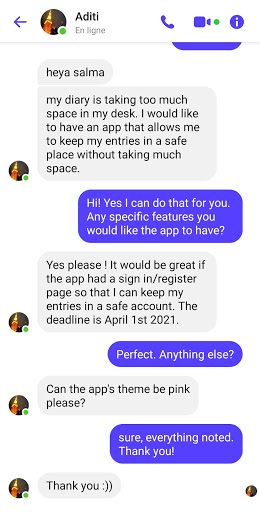 Aditi
En ligne
heya salma
my diary is taking too much
space in my desk. I would like
to have an app that allows me
to keep my entries in a safe
place without taking much
space.
Hi! Yes I can do that for you.
Any specific features you
would like the app to have?
Yes please ! It would be great if
the app had a sign in/register
page so that I can keep my
entries in a safe account. The
deadline is April 1st 2021.
Perfect. Anything else?
Can the app's theme be pink
please?
sure, everything noted.
Thank you!
Thank you :))